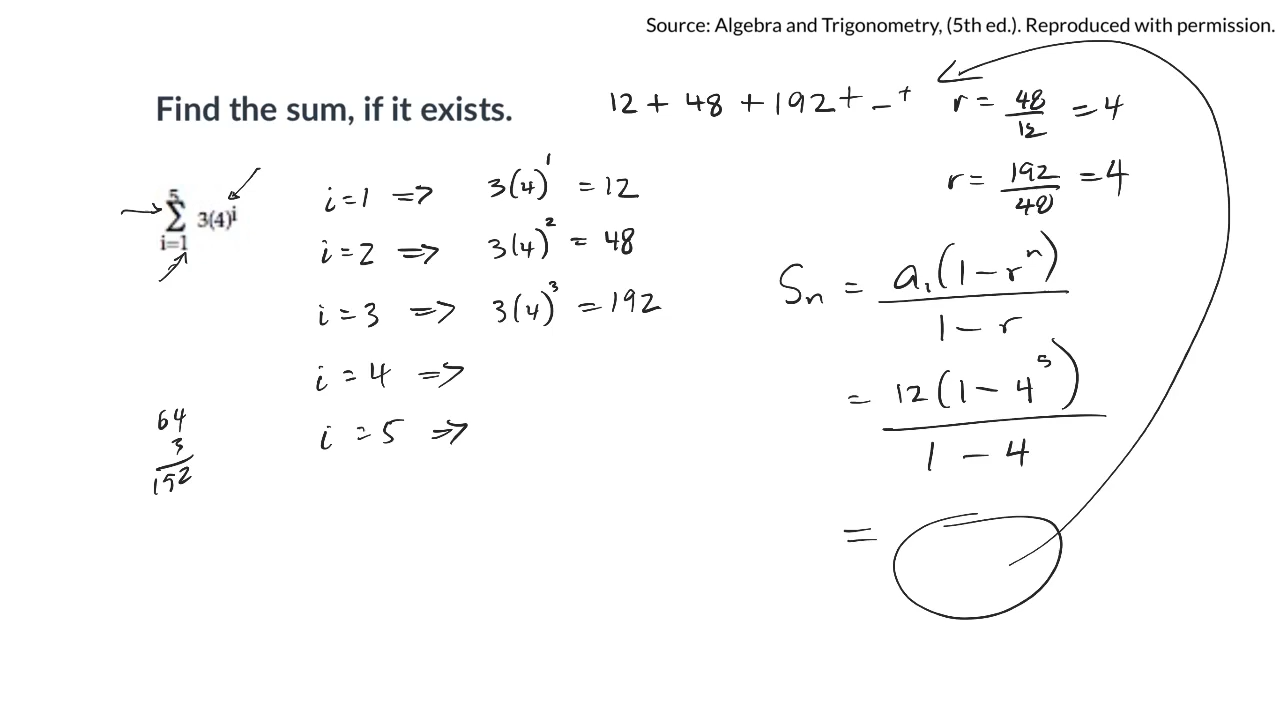 Source: Algebra and Trigonometry, (5th ed.). Reproduced with permission.
Find the sum, if it exists.
12 + 48 + 192 + _ +
r = 48/12 = 4
r = 192/48 = 4
5
Σ 3(4)^i
i=1
i = 1 => 3(4)^1 = 12
i = 2 => 3(4)^2 = 48
i = 3 => 3(4)^3 = 192
i = 4 =>
i = 5 =>
64
3
192
Sn = a₁(1 - r^n) / 1 - r
= 12(1 - 4^5) / 1 - 4
=